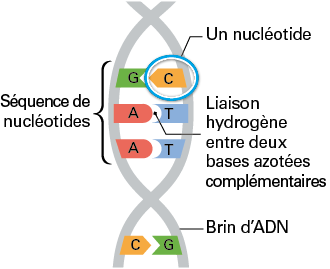 Un nucléotide
G C
Séquence de
nucléotides
A T
Liaison
hydrogène
entre deux
bases azotées
complémentaires
A T
Brin d’ADN
C G